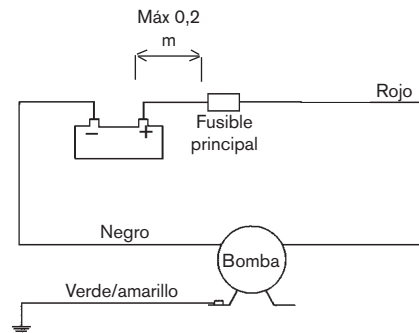 Máx 0,2
m
Rojo
− +
Fusible
principal
Negro
Bomba
Verde/amarillo